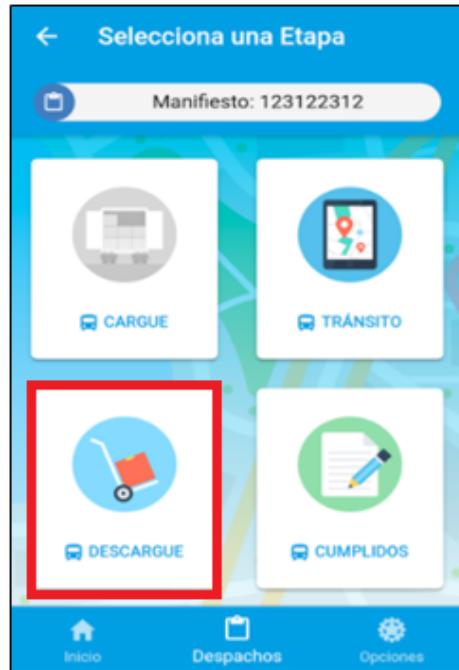 Selecciona una Etapa
Manifiesto: 123122312
CARGUE
TRÁNSITO
DESCARGUE
CUMPLIDOS
Inicio
Despachos
Opciones